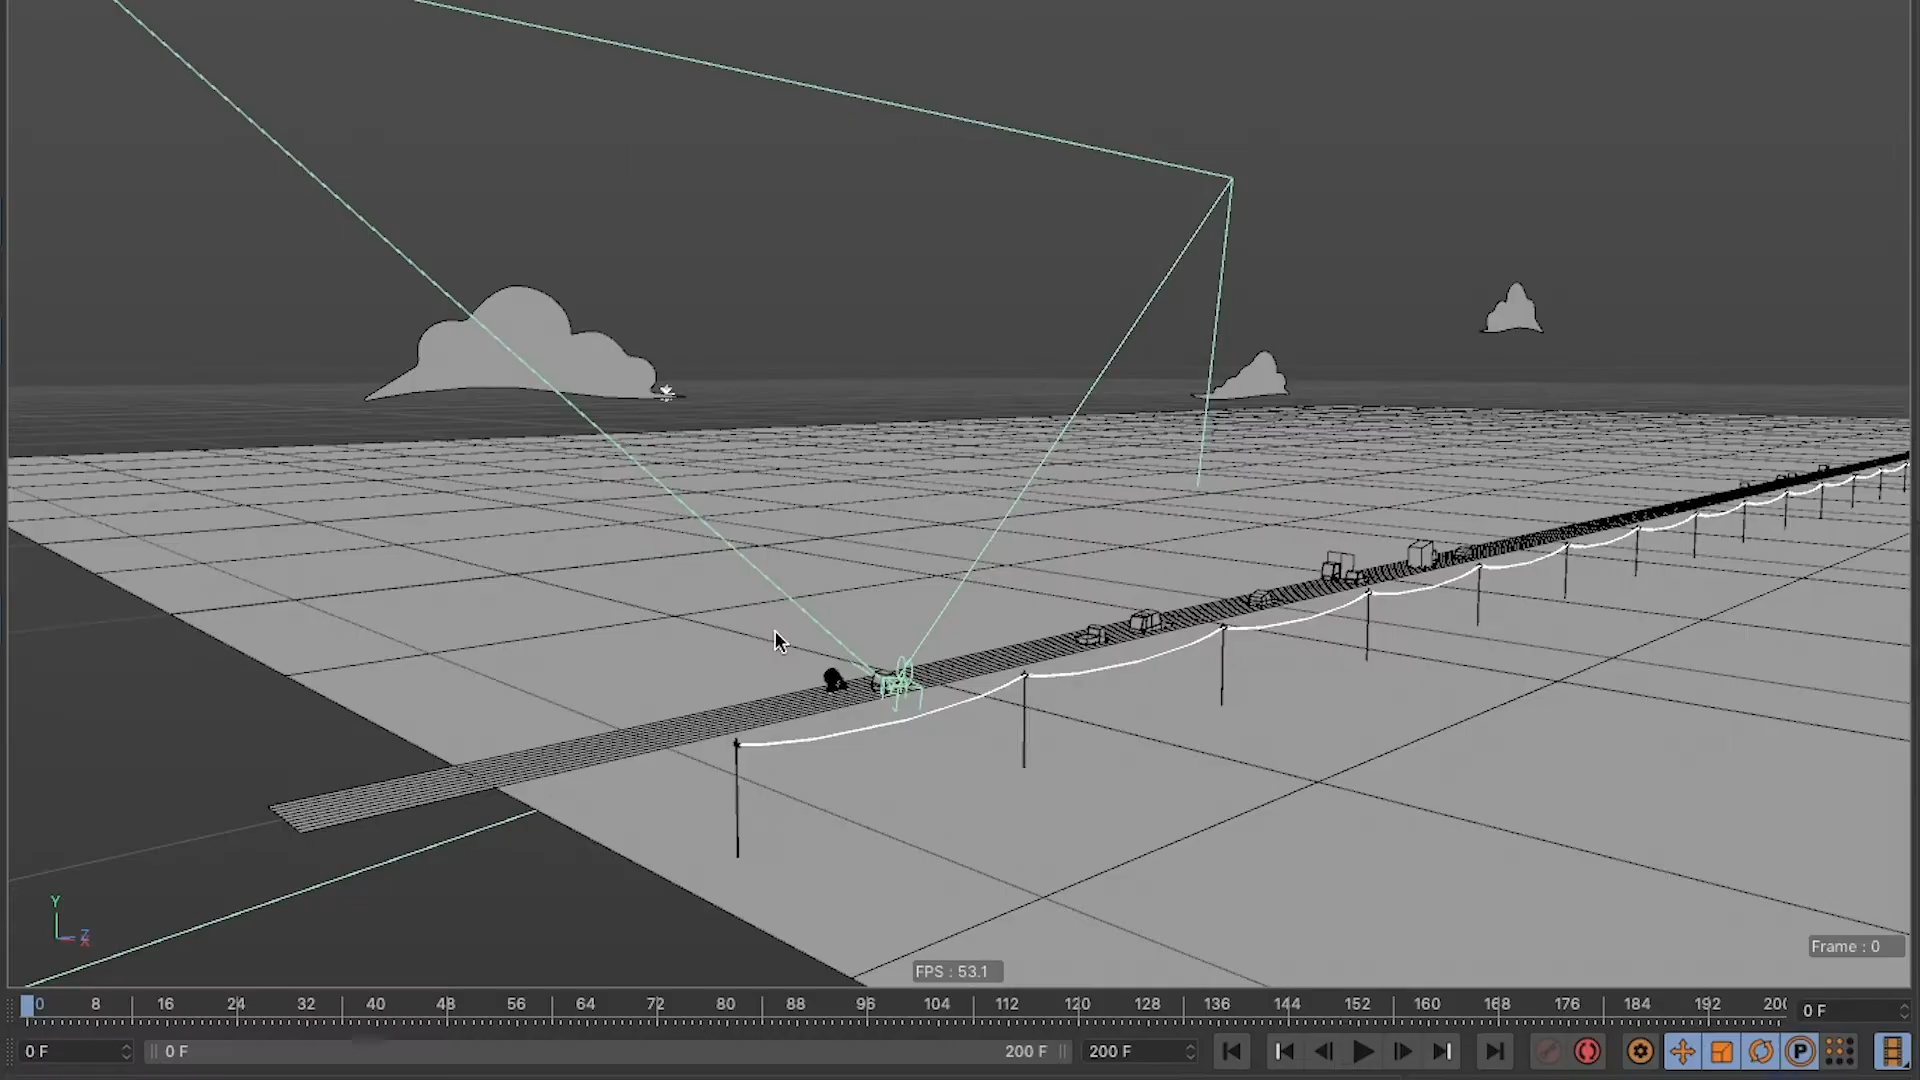 Y
Z
X
Frame : 0
FPS : 53.1
0 8 16 24 32 40 48 56 64 72 80 88 96 104 112 120 128 136 144 152 160 168 176 184 192 200 0 F
0 F 0 F 200 F 200 F P